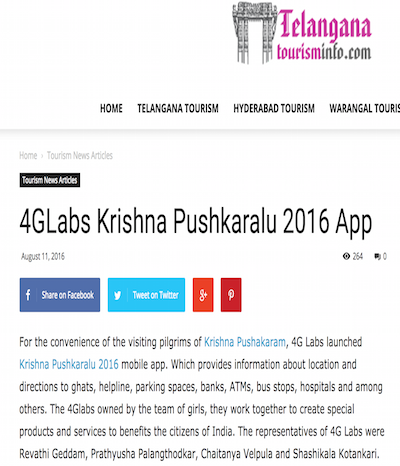 Telangana
tourisminfo.com
HOME TELANGANA TOURISM HYDERABAD TOURISM WARANGAL TOURIS
Home Tourism News Articles
Tourism News Articles
4GLabs Krishna Pushkaralu 2016 App
August 11, 2016 264 0
Share on Facebook Tweet on Twitter
For the convenience of the visiting pilgrims of Krishna Pushakaram, 4G Labs launched
Krishna Pushkaralu 2016 mobile app. Which provides information about location and
directions to ghats, helpline, parking spaces, banks, ATMs, bus stops, hospitals and among
others. The 4Glabs owned by the team of girls, they work together to create special
products and services to benefits the citizens of India. The representatives of 4G Labs were
Revathi Geddam, Prathyusha Palangthodkar, Chaitanya Velpula and Shashikala Kontankari.